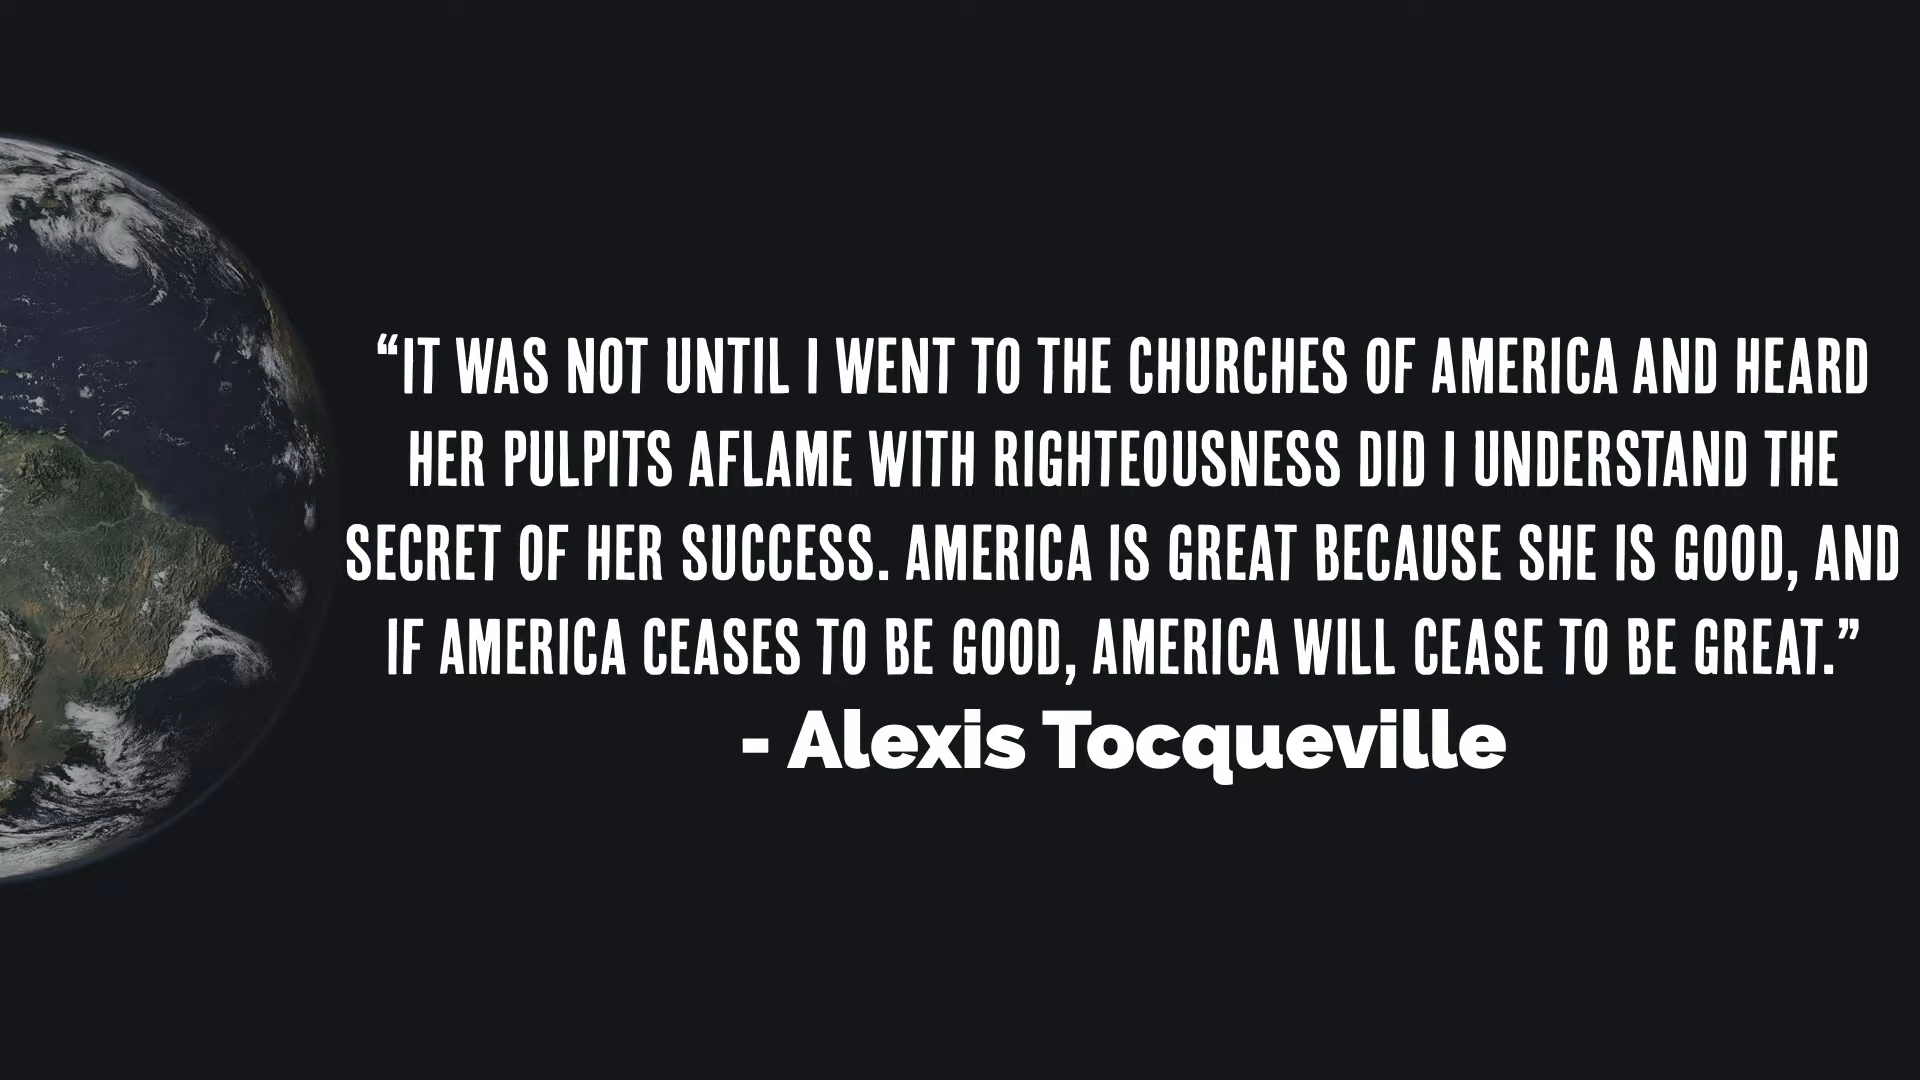 “IT WAS NOT UNTIL I WENT TO THE CHURCHES OF AMERICA AND HEARD
HER PULPITS AFLAME WITH RIGHTEOUSNESS DID I UNDERSTAND THE
SECRET OF HER SUCCESS. AMERICA IS GREAT BECAUSE SHE IS GOOD, AND
IF AMERICA CEASES TO BE GOOD, AMERICA WILL CEASE TO BE GREAT.”
- Alexis Tocqueville